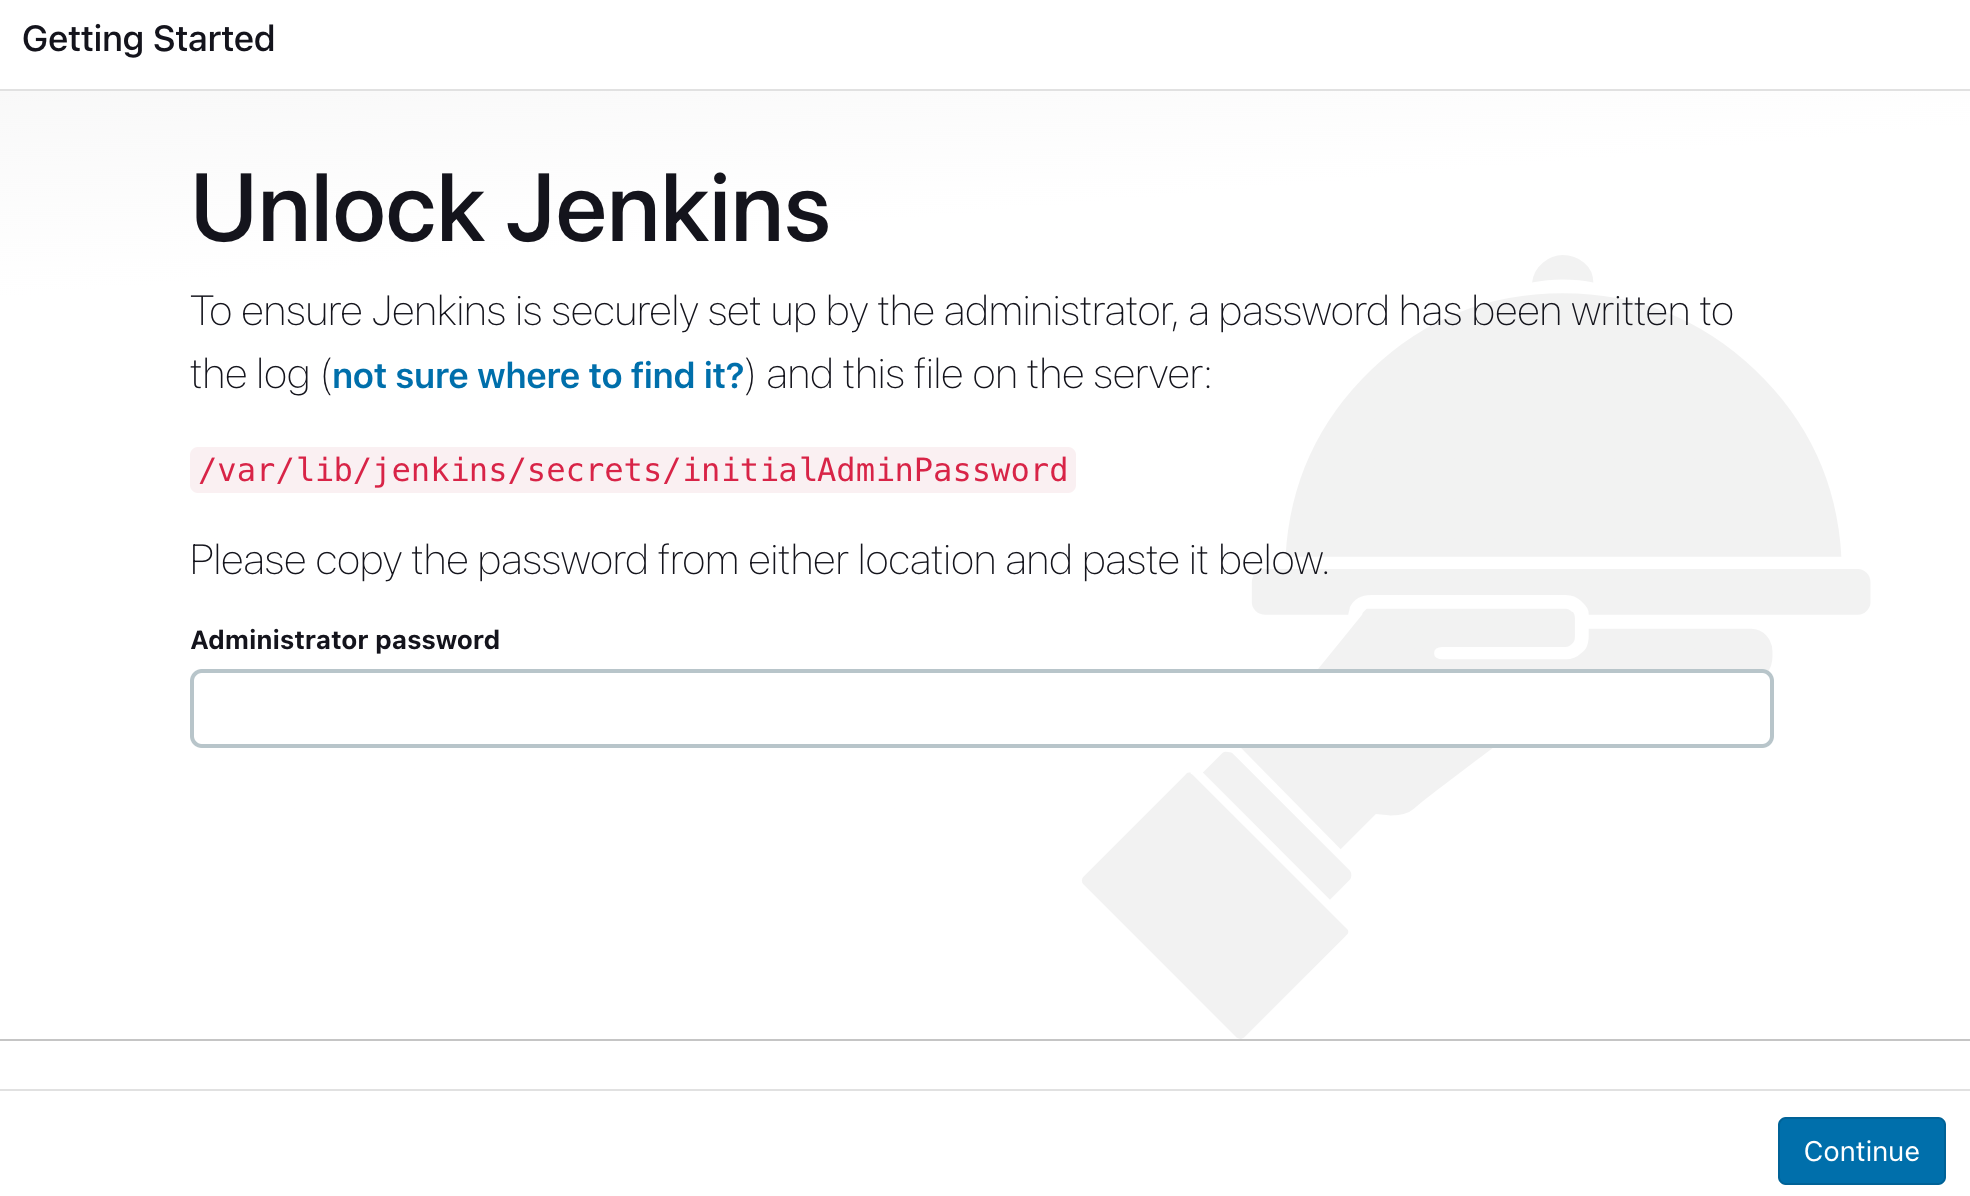 Getting Started
Unlock Jenkins
To ensure Jenkins is securely set up by the administrator, a password has been written to
the log (not sure where to find it?) and this file on the server:
/var/lib/jenkins/secrets/initialAdminPassword
Please copy the password from either location and paste it below.
Administrator password
Continue